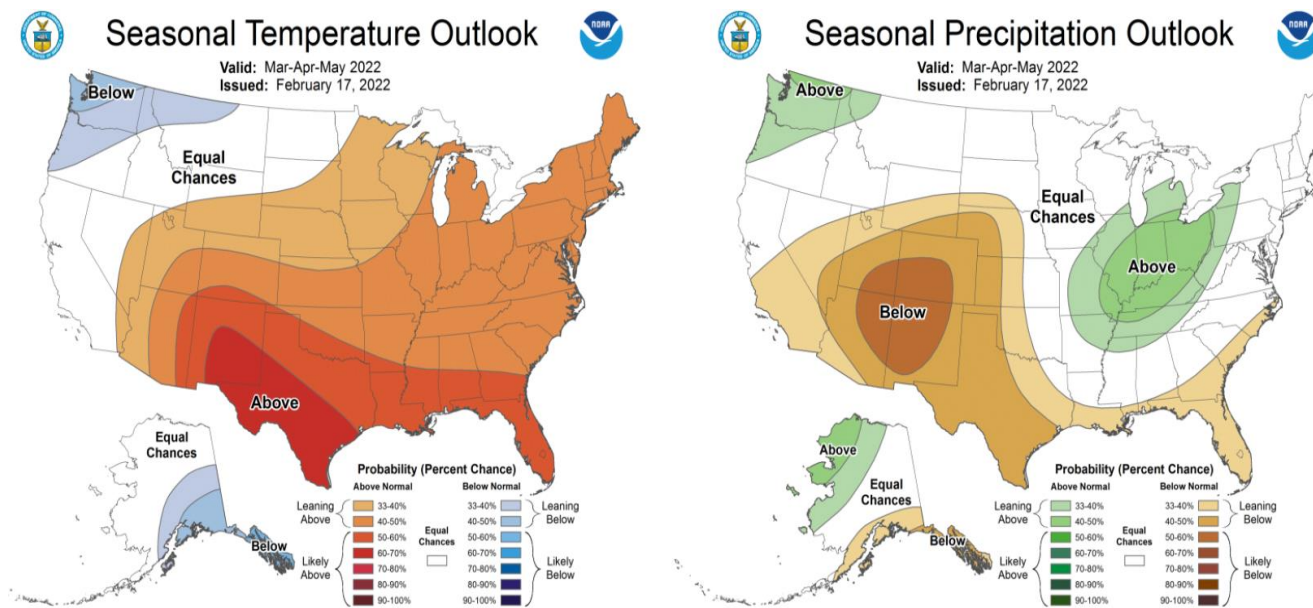 Seasonal Temperature Outlook
Valid: Mar-Apr-May 2022
Issued: February 17, 2022
NOAA
Below
Equal
Chances
Above
Equal
Chances
Below
Probability (Percent Chance)
Above Normal
Below Normal
Leaning
Above
33-40%
40-50%
Likely
Above
50-60%
60-70%
70-80%
80-90%
90-100%
Equal
Chances
33-40%
40-50%
Leaning
Below
50-60%
60-70%
70-80%
80-90%
90-100%
Likely
Below
Seasonal Precipitation Outlook
Valid: Mar-Apr-May 2022
Issued: February 17, 2022
NOAA
Above
Equal
Chances
Above
Below
Above
Equal
Chances
Below
Probability (Percent Chance)
Above Normal
Below Normal
Leaning
Above
33-40%
40-50%
Likely
Above
50-60%
60-70%
70-80%
80-90%
90-100%
Equal
Chances
33-40%
40-50%
Leaning
Below
50-60%
60-70%
70-80%
80-90%
90-100%
Likely
Below